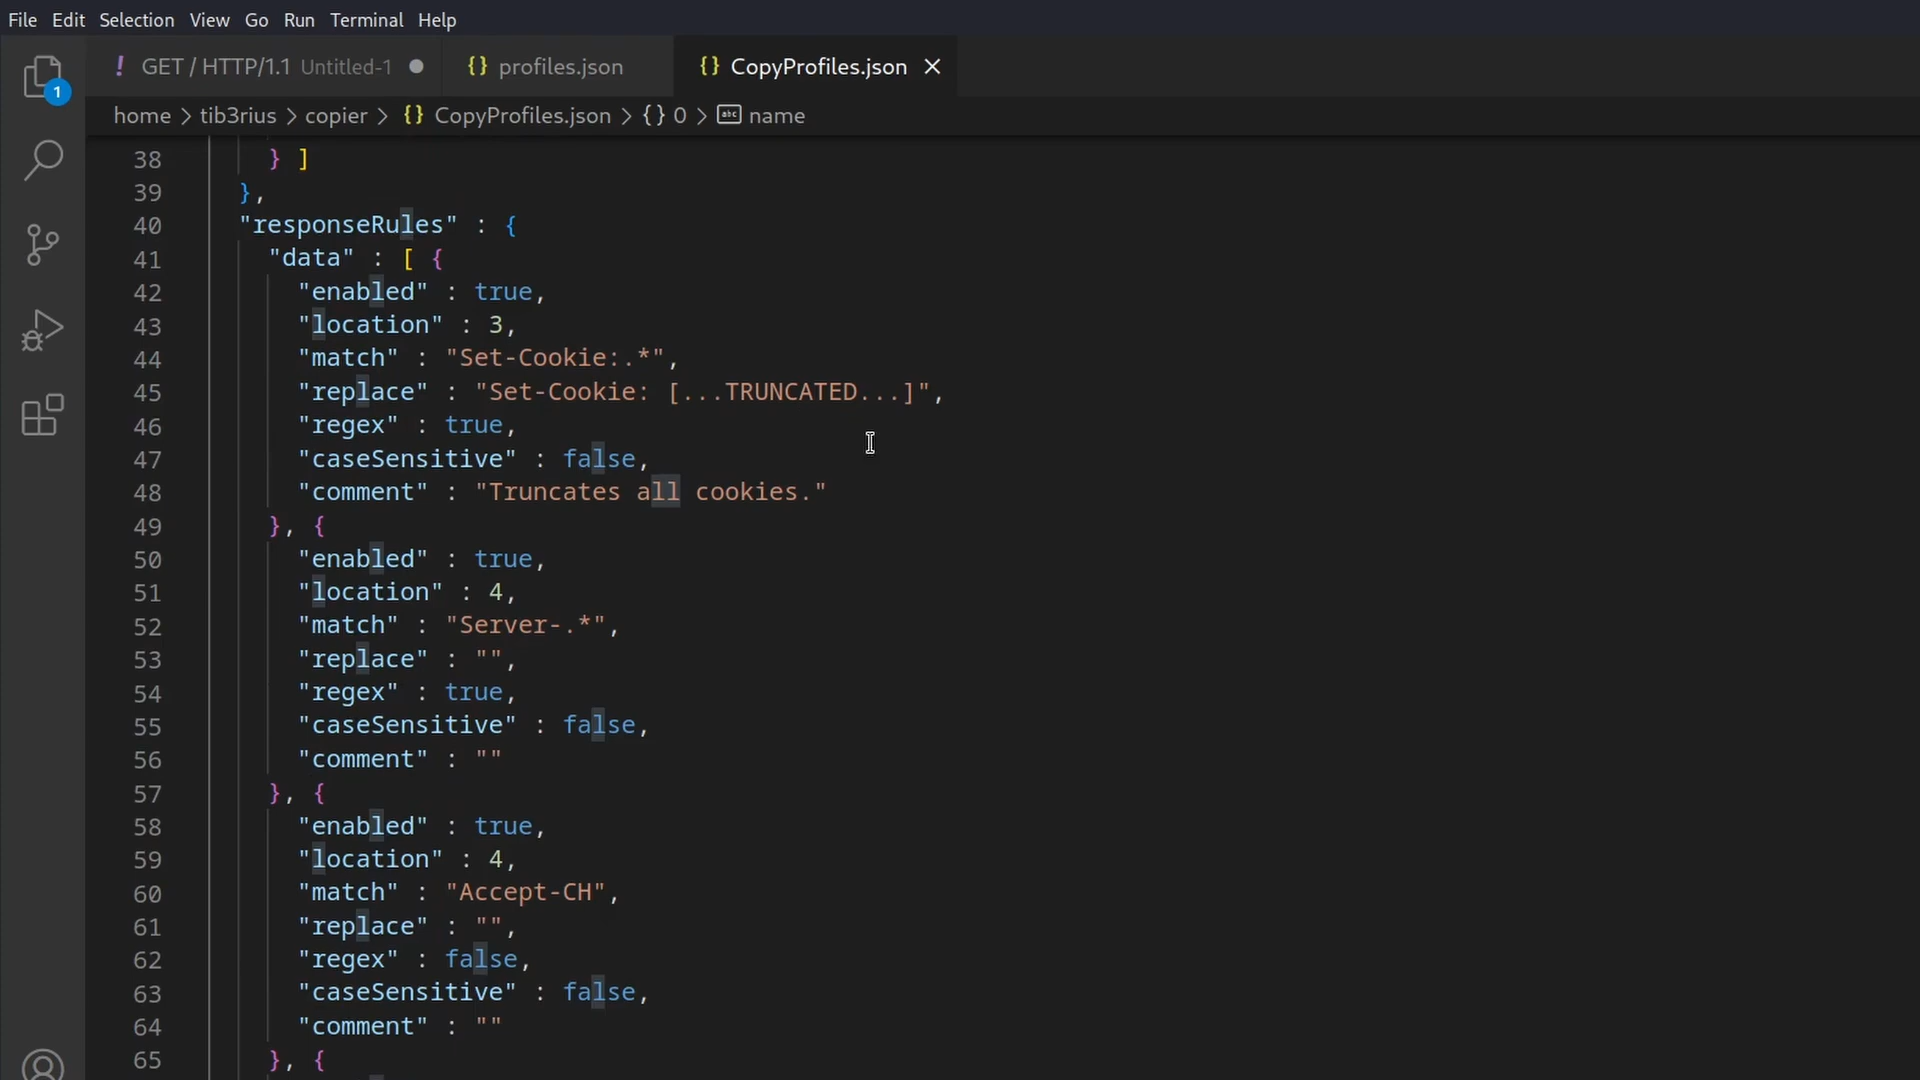 File Edit Selection View Go Run Terminal Help
! GET / HTTP/1.1 Untitled-1 {} profiles.json {} CopyProfiles.json
1
home > tib3rius > copier > {} CopyProfiles.json > {} 0 > abc name
38 } ]
39 },
40 "responseRules" : {
41 "data" : [ {
42 "enabled" : true,
43 "location" : 3,
44 "match" : "Set-Cookie:.*",
45 "replace" : "Set-Cookie: [...TRUNCATED...]",
46 "regex" : true,
47 "caseSensitive" : false,
48 "comment" : "Truncates all cookies."
49 }, {
50 "enabled" : true,
51 "location" : 4,
52 "match" : "Server-.*",
53 "replace" : "",
54 "regex" : true,
55 "caseSensitive" : false,
56 "comment" : ""
57 }, {
58 "enabled" : true,
59 "location" : 4,
60 "match" : "Accept-CH",
61 "replace" : "",
62 "regex" : false,
63 "caseSensitive" : false,
64 "comment" : ""
65 }, {